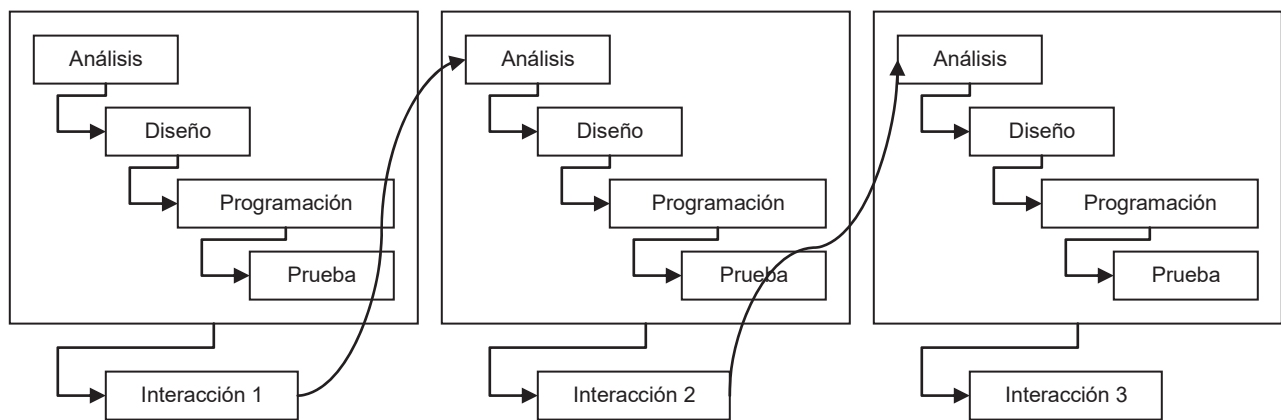 Análisis
Diseño
Programación
Prueba
Interacción 1
Análisis
Diseño
Programación
Prueba
Interacción 2
Análisis
Diseño
Programación
Prueba
Interacción 3